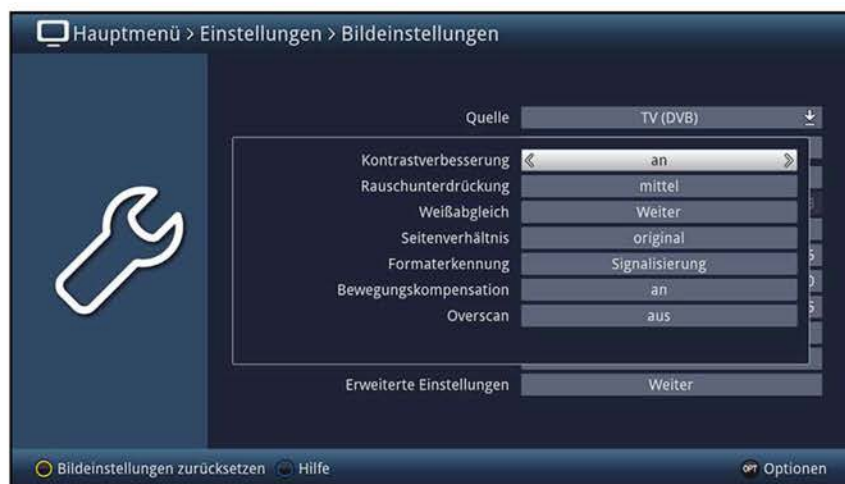 Hauptmenü > Einstellungen > Bildeinstellungen
Quelle TV (DVB)
Kontrastverbesserung an
Rauschunterdrückung mittel
Weißabgleich Weiter
Seitenverhältnis original
Formaterkennung Signalisierung
Bewegungskompensation an
Overscan aus
Erweiterte Einstellungen Weiter
Bildeinstellungen zurücksetzen Hilfe OPT Optionen